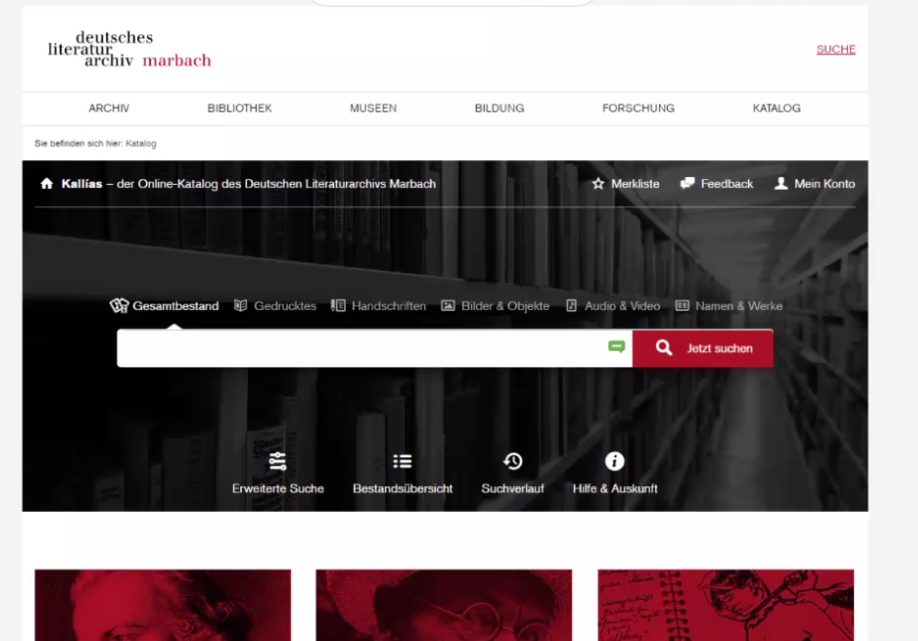 deutsches
literatur
archiv marbach
SUCHE
ARCHIV BIBLIOTHEK MUSEEN BILDUNG FORSCHUNG KATALOG
Sie befinden sich hier: Katalog
Kallías – der Online-Katalog des Deutschen Literaturarchivs Marbach Merkliste Feedback Mein Konto
Gesamtbestand Gedrucktes Handschriften Bilder & Objekte Audio & Video Namen & Werke
Jetzt suchen
Erweiterte Suche Bestandsübersicht Suchverlauf Hilfe & Auskunft